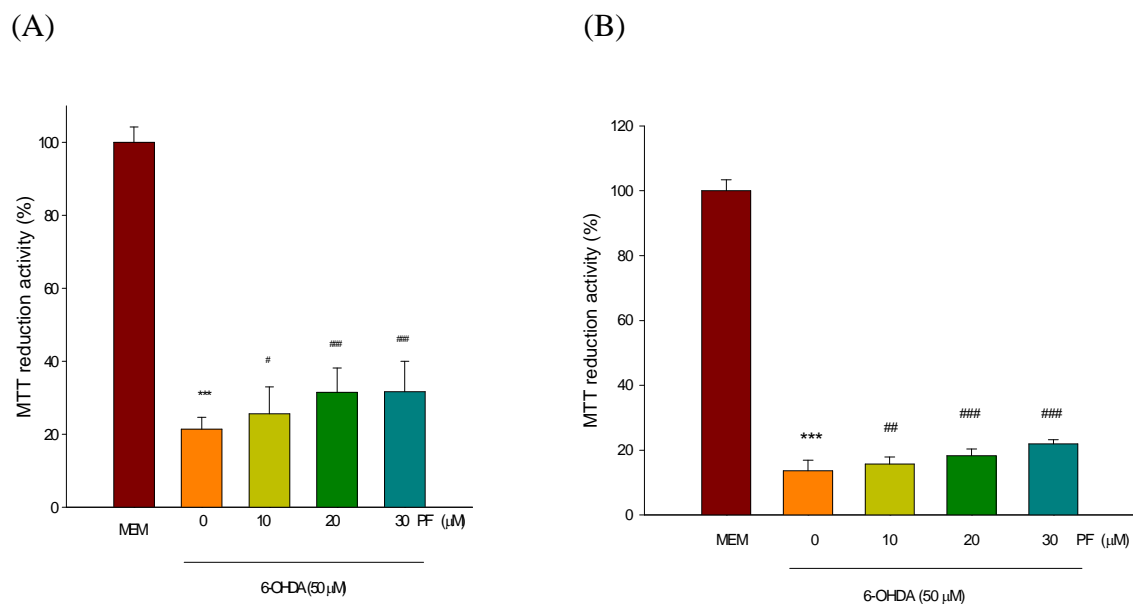 (A)
MTT reduction activity (%)
100
80
60
40
20
0
***
#
###
###
MEM
0 10 20 30 PF (μM)
6-OHDA (50 μM)
(B)
MTT reduction activity (%)
120
100
80
60
40
20
0
***
##
###
###
MEM 0 10 20 30 PF (μM)
6-OHDA (50 μM)